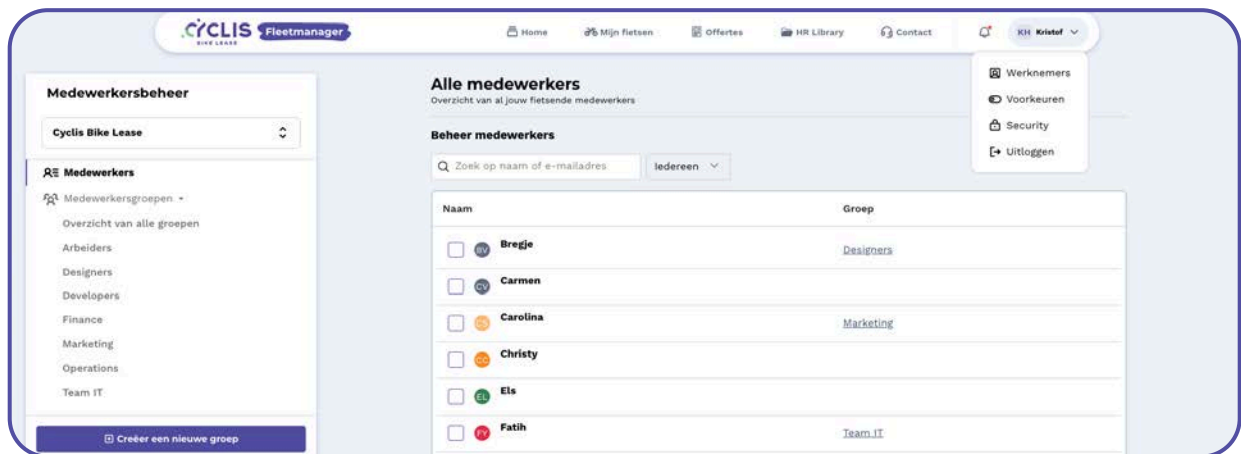 CYCLIS Fleetmanager
BIKE LEASE
Home Mijn fietsen Offertes HR Library Contact KH Kristof
Werknemers
Voorkeuren
Security
Uitloggen
Medewerkersbeheer
Cyclis Bike Lease
Medewerkers
Medewerkersgroepen
Overzicht van alle groepen
Arbeiders
Designers
Developers
Finance
Marketing
Operations
Team IT
Creëer een nieuwe groep
Alle medewerkers
Overzicht van al jouw fietsende medewerkers
Beheer medewerkers
Zoek op naam of e-mailadres Iedereen
Naam Groep
BV Bregje Designers
CV Carmen
CS Carolina Marketing
CC Christy
EL Els
FY Fatih Team IT